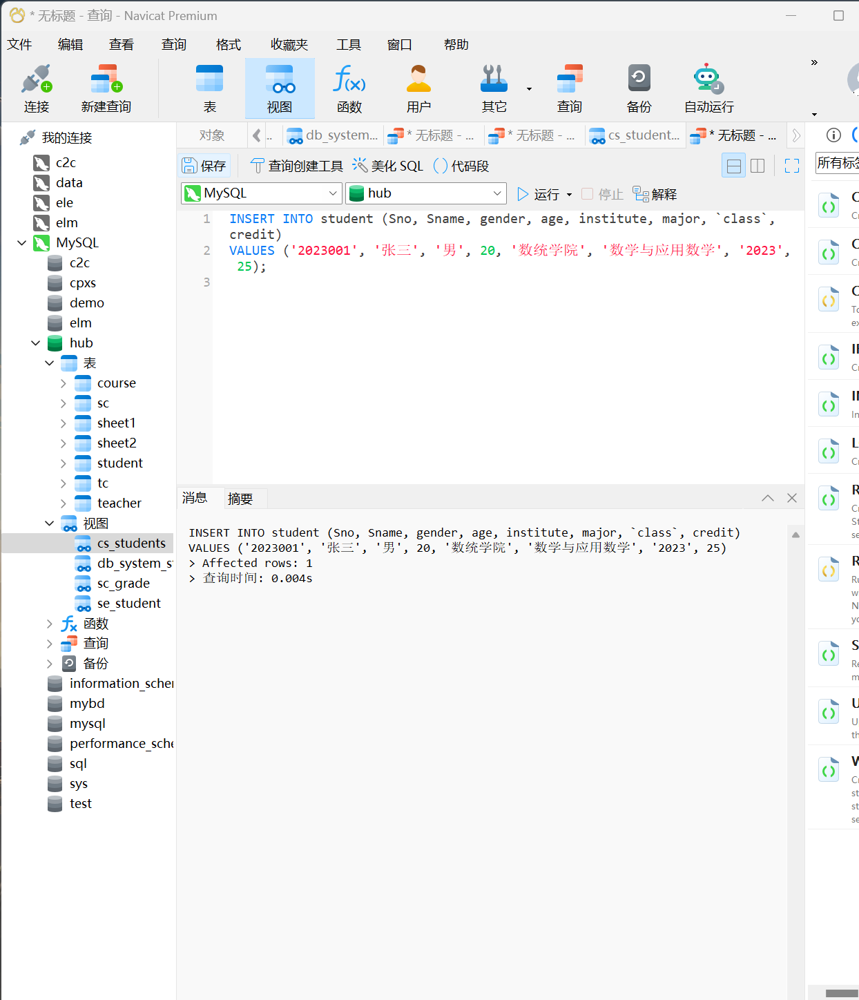 * 无标题 - 查询 - Navicat Premium
文件 编辑 查看 查询 格式 收藏夹 工具 窗口 帮助
连接 新建查询 表 视图 函数 用户 其它 查询 备份 自动运行
我的连接
c2c
data
ele
elm
MySQL
c2c
cpxs
demo
elm
hub
表
course
sc
sheet1
sheet2
student
tc
teacher
视图
cs_students
db_system_s
sc_grade
se_student
函数
查询
备份
information_scher
mybd
mysql
performance_sche
sql
sys
test
对象 .. db_system... * 无标题 - ... * 无标题 - ... cs_student... * 无标题 - ...
保存 查询创建工具 美化 SQL 代码段
MySQL hub 运行 停止 解释
1 INSERT INTO student (Sno, Sname, gender, age, institute, major, `class`,
credit)
2 VALUES ('2023001', '张三', '男', 20, '数统学院', '数学与应用数学', '2023',
25);
3
消息 摘要
INSERT INTO student (Sno, Sname, gender, age, institute, major, `class`, credit)
VALUES ('2023001', '张三', '男', 20, '数统学院', '数学与应用数学', '2023', 25)
> Affected rows: 1
> 查询时间: 0.004s
所有标签